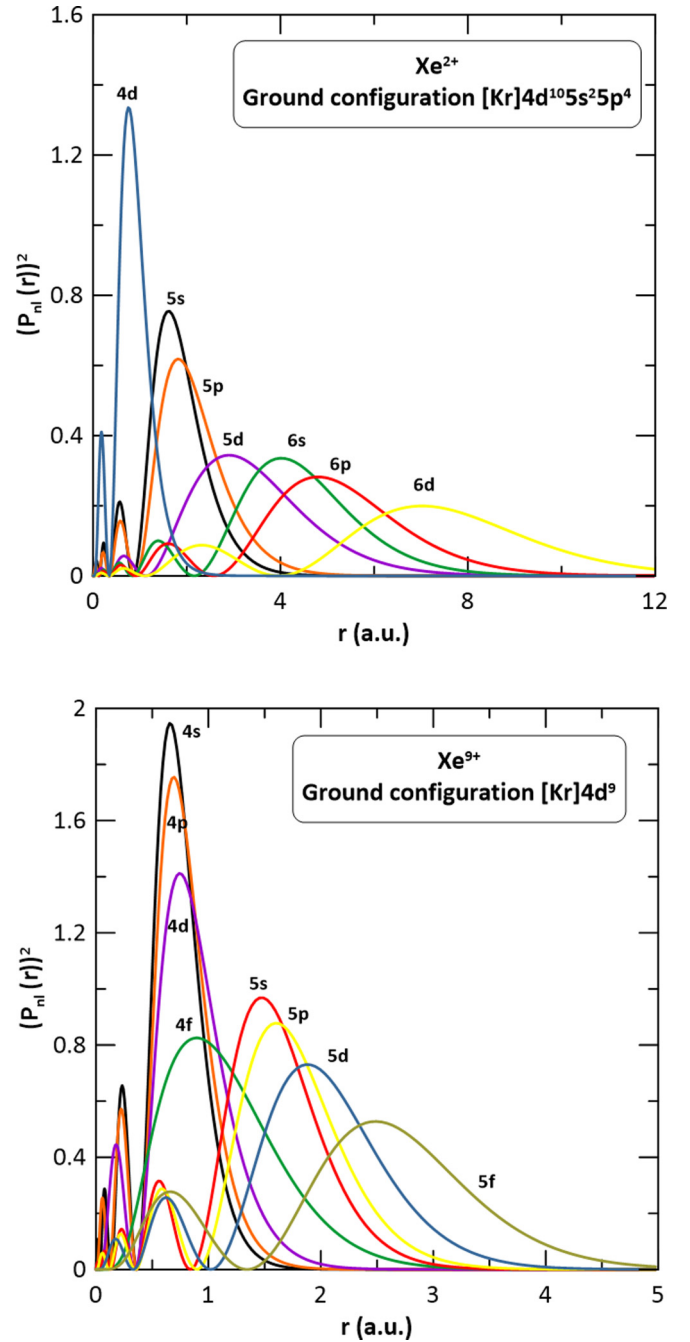 1.6
Xe²⁺
Ground configuration [Kr]4d¹⁰5s²5p⁴
4d
1.2
(Pₙₗ (r))²
0.8
5s
5p
0.4
5d
6s
6p
6d
0
0
4
8
12
r (a.u.)
2
4s
Xe⁹⁺
Ground configuration [Kr]4d⁹
1.6
4p
1.2
4d
(Pₙₗ (r))²
5s
5p
0.8
4f
5d
0.4
5f
0
0
1
2
3
4
5
r (a.u.)